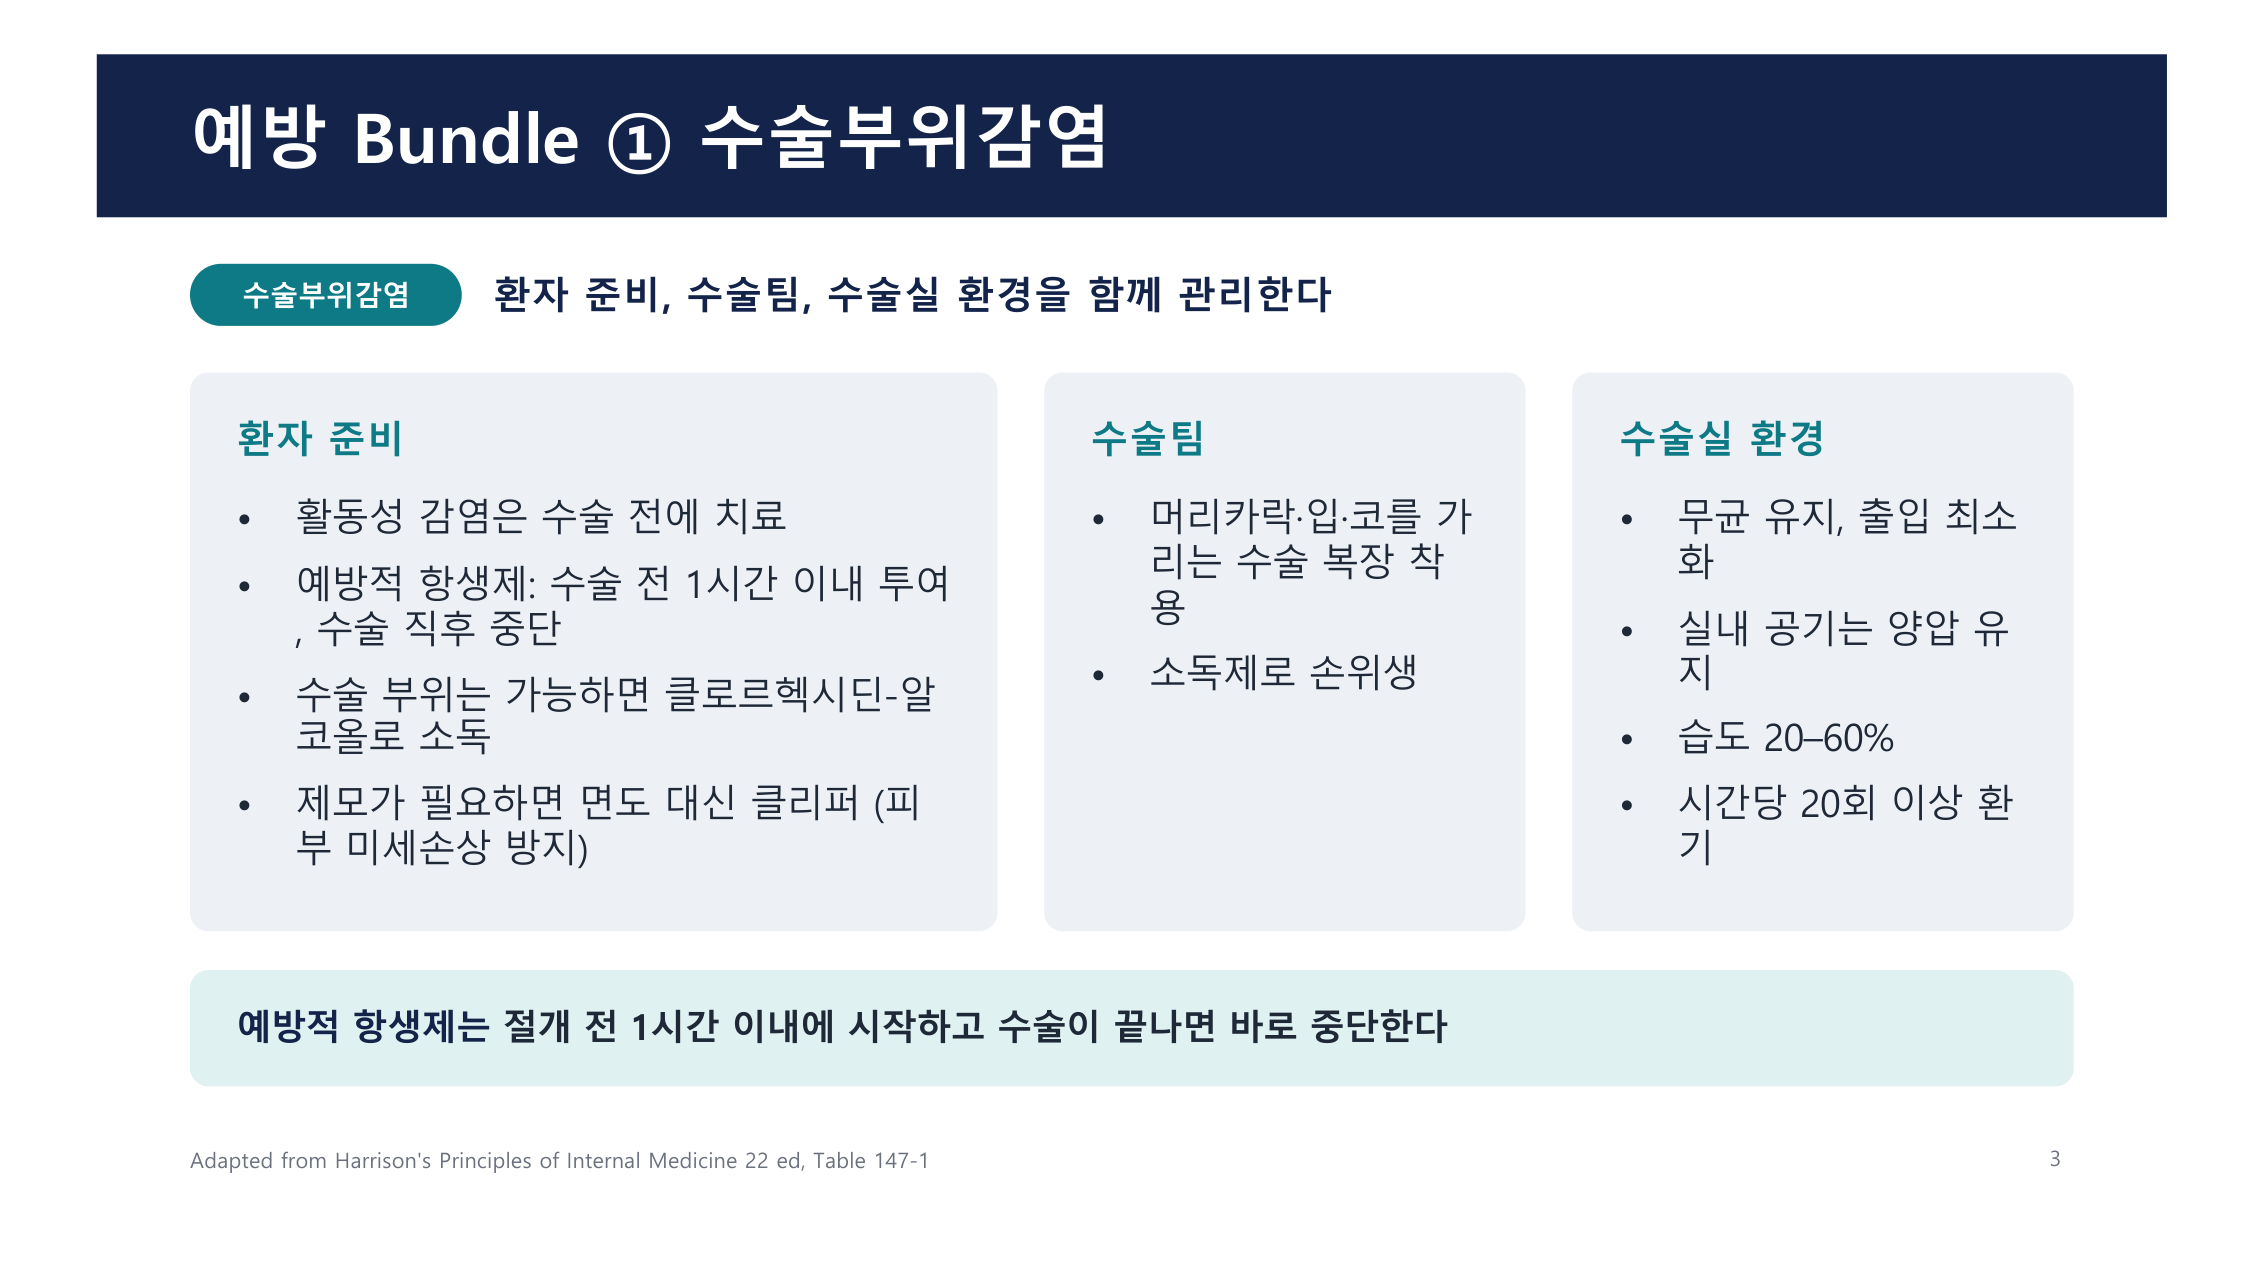 예방 Bundle ① 수술부위감염
수술부위감염
환자 준비, 수술팀, 수술실 환경을 함께 관리한다
환자 준비
• 활동성 감염은 수술 전에 치료
• 예방적 항생제: 수술 전 1시간 이내 투여
, 수술 직후 중단
• 수술 부위는 가능하면 클로르헥시딘-알
코올로 소독
• 제모가 필요하면 면도 대신 클리퍼 (피
부 미세손상 방지)
수술팀
• 머리카락·입·코를 가
리는 수술 복장 착
용
• 소독제로 손위생
수술실 환경
• 무균 유지, 출입 최소
화
• 실내 공기는 양압 유
지
• 습도 20–60%
• 시간당 20회 이상 환
기
예방적 항생제는 절개 전 1시간 이내에 시작하고 수술이 끝나면 바로 중단한다
Adapted from Harrison's Principles of Internal Medicine 22 ed, Table 147-1
3